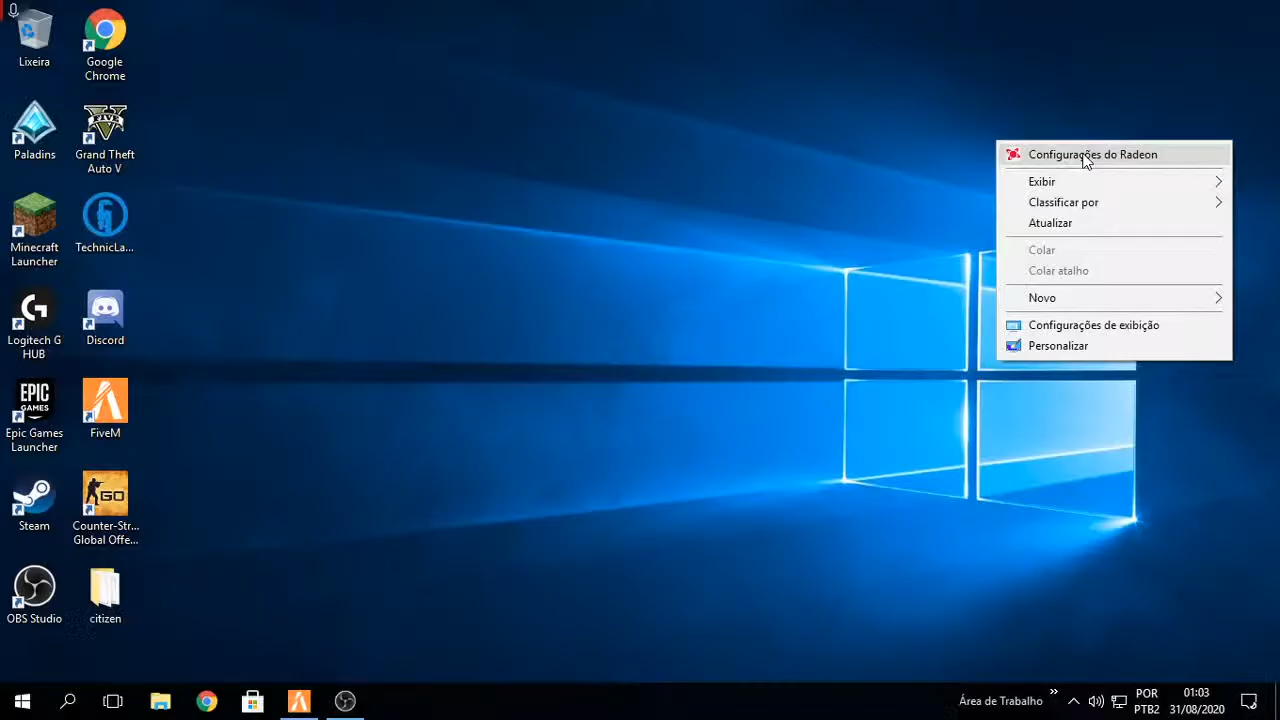 Lixeira
Google
Chrome
Paladins
FIVE
Grand Theft
Auto V
Minecraft
Launcher
TechnicLa...
Logitech G
HUB
Discord
EPIC
GAMES
Epic Games
Launcher
FiveM
Steam
GO
Counter-Str...
Global Offe...
OBS Studio
citizen
Configurações do Radeon
Exibir
Classificar por
Atualizar
Colar
Colar atalho
Novo
Configurações de exibição
Personalizar
Área de Trabalho
POR
PTB2
01:03
31/08/2020